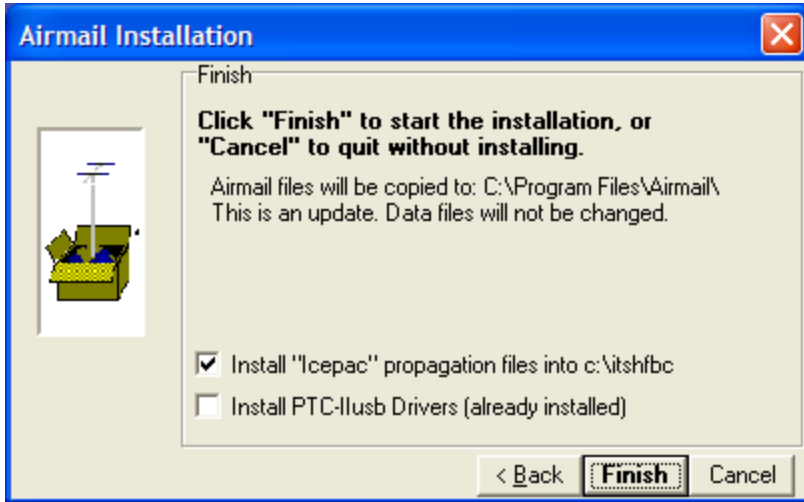 Airmail Installation
Finish
Click "Finish" to start the installation, or
"Cancel" to quit without installing.
Airmail files will be copied to: C:\Program Files\Airmail\
This is an update. Data files will not be changed.
Install "Icepac" propagation files into c:\itshfbc
Install PTC-IIusb Drivers (already installed)
< Back Finish Cancel